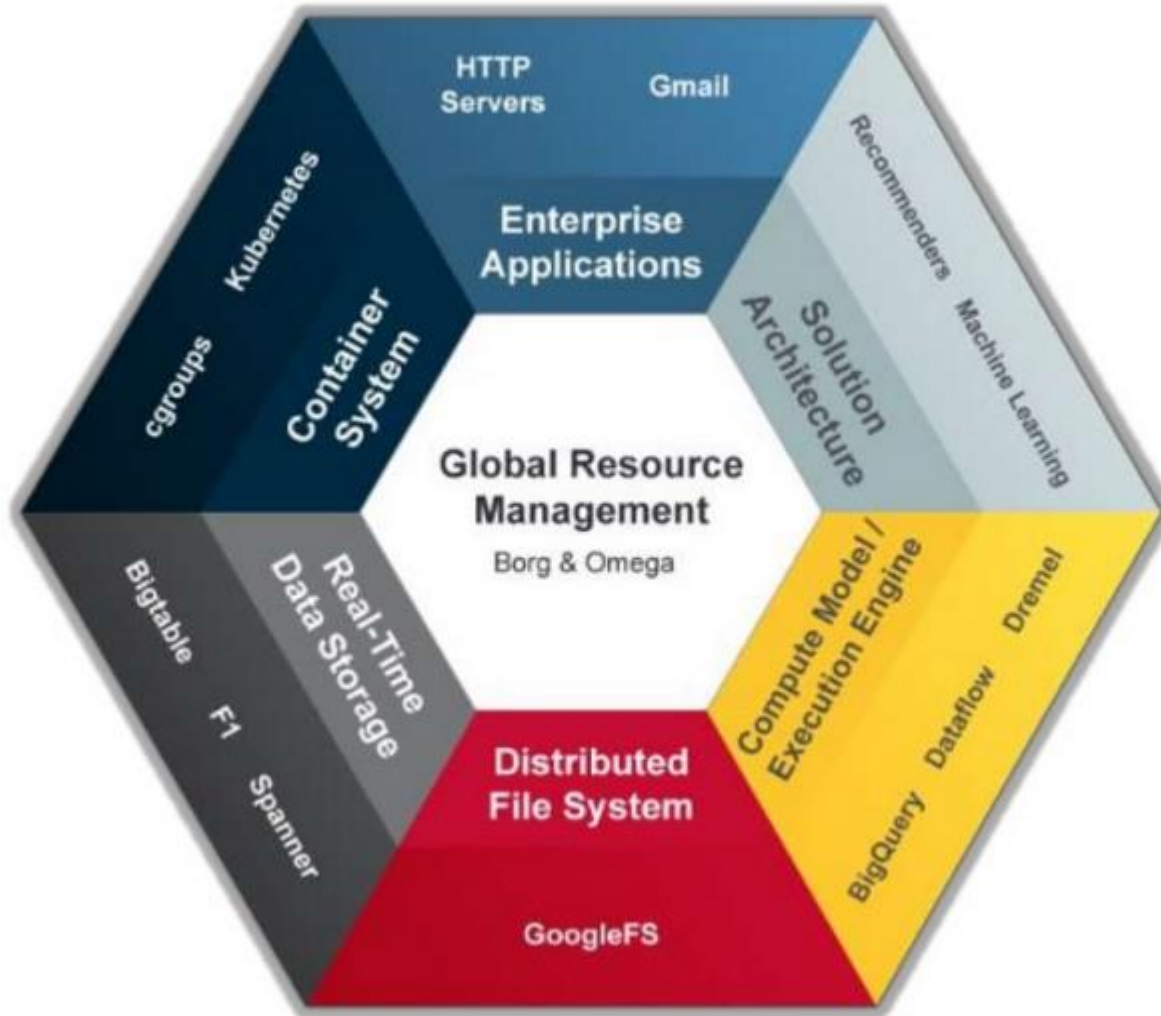 HTTP
Servers
Gmail
Enterprise
Applications
Recommenders
Machine Learning
Solution
Architecture
Kubernetes
cgroups
Container
System
Global Resource
Management
Borg & Omega
Compute Model /
Execution Engine
Dremel
Dataflow
BigQuery
Real-Time
Data Storage
Bigtable
F1
Spanner
Distributed
File System
GoogleFS